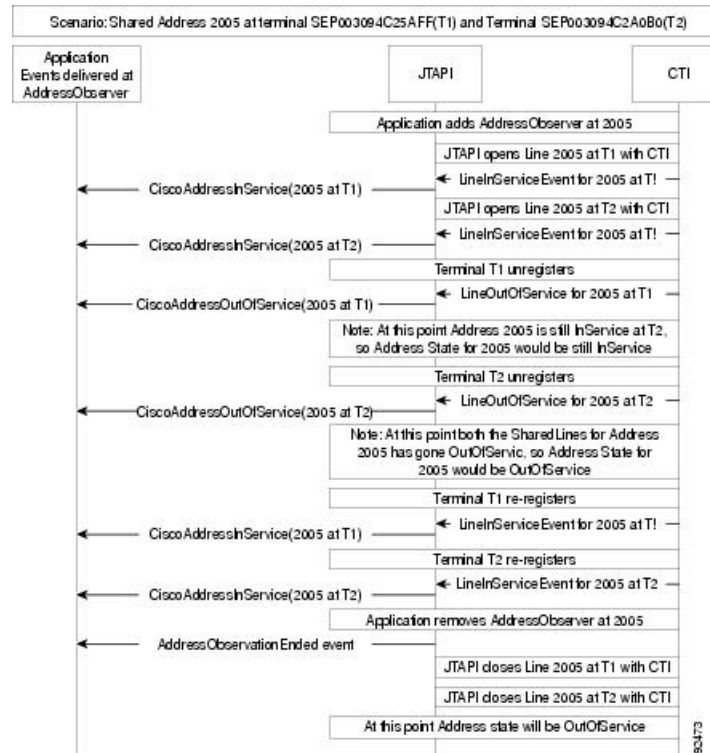 Scenario: Shared Address 2005 at terminal SEP003094C25AFF(T1) and Terminal SEP003094C2A0B0(T2)
Application
Events delivered at
AddressObserver
JTAPI
CTI
Application adds AddressObserver at 2005
JTAPI opens Line 2005 at T1 with CTI
LineInServiceEvent for 2005 at T!
CiscoAddressInService(2005 at T1)
JTAPI opens Line 2005 at T2 with CTI
LineInServiceEvent for 2005 at T!
CiscoAddressInService(2005 at T2)
Terminal T1 unregisters
LineOutOfService for 2005 at T1
CiscoAddressOutOfService(2005 at T1)
Note: At this point Address 2005 is still InService at T2,
so Address State for 2005 would be still InService
Terminal T2 unregisters
LineOutOfService for 2005 at T2
CiscoAddressOutOfService(2005 at T2)
Note: At this point both the SharedLines for Address
2005 has gone OutOfServic, so Address State for
2005 would be OutOfService
Terminal T1 re-registers
LineInServiceEvent for 2005 at T!
CiscoAddressInService(2005 at T1)
Terminal T2 re-registers
LineInServiceEvent for 2005 at T2
CiscoAddressInService(2005 at T2)
Application removes AddressObserver at 2005
AddressObservationEnded event
JTAPI closes Line 2005 at T1 with CTI
JTAPI closes Line 2005 at T2 with CTI
At this point Address state will be OutOfService
92473